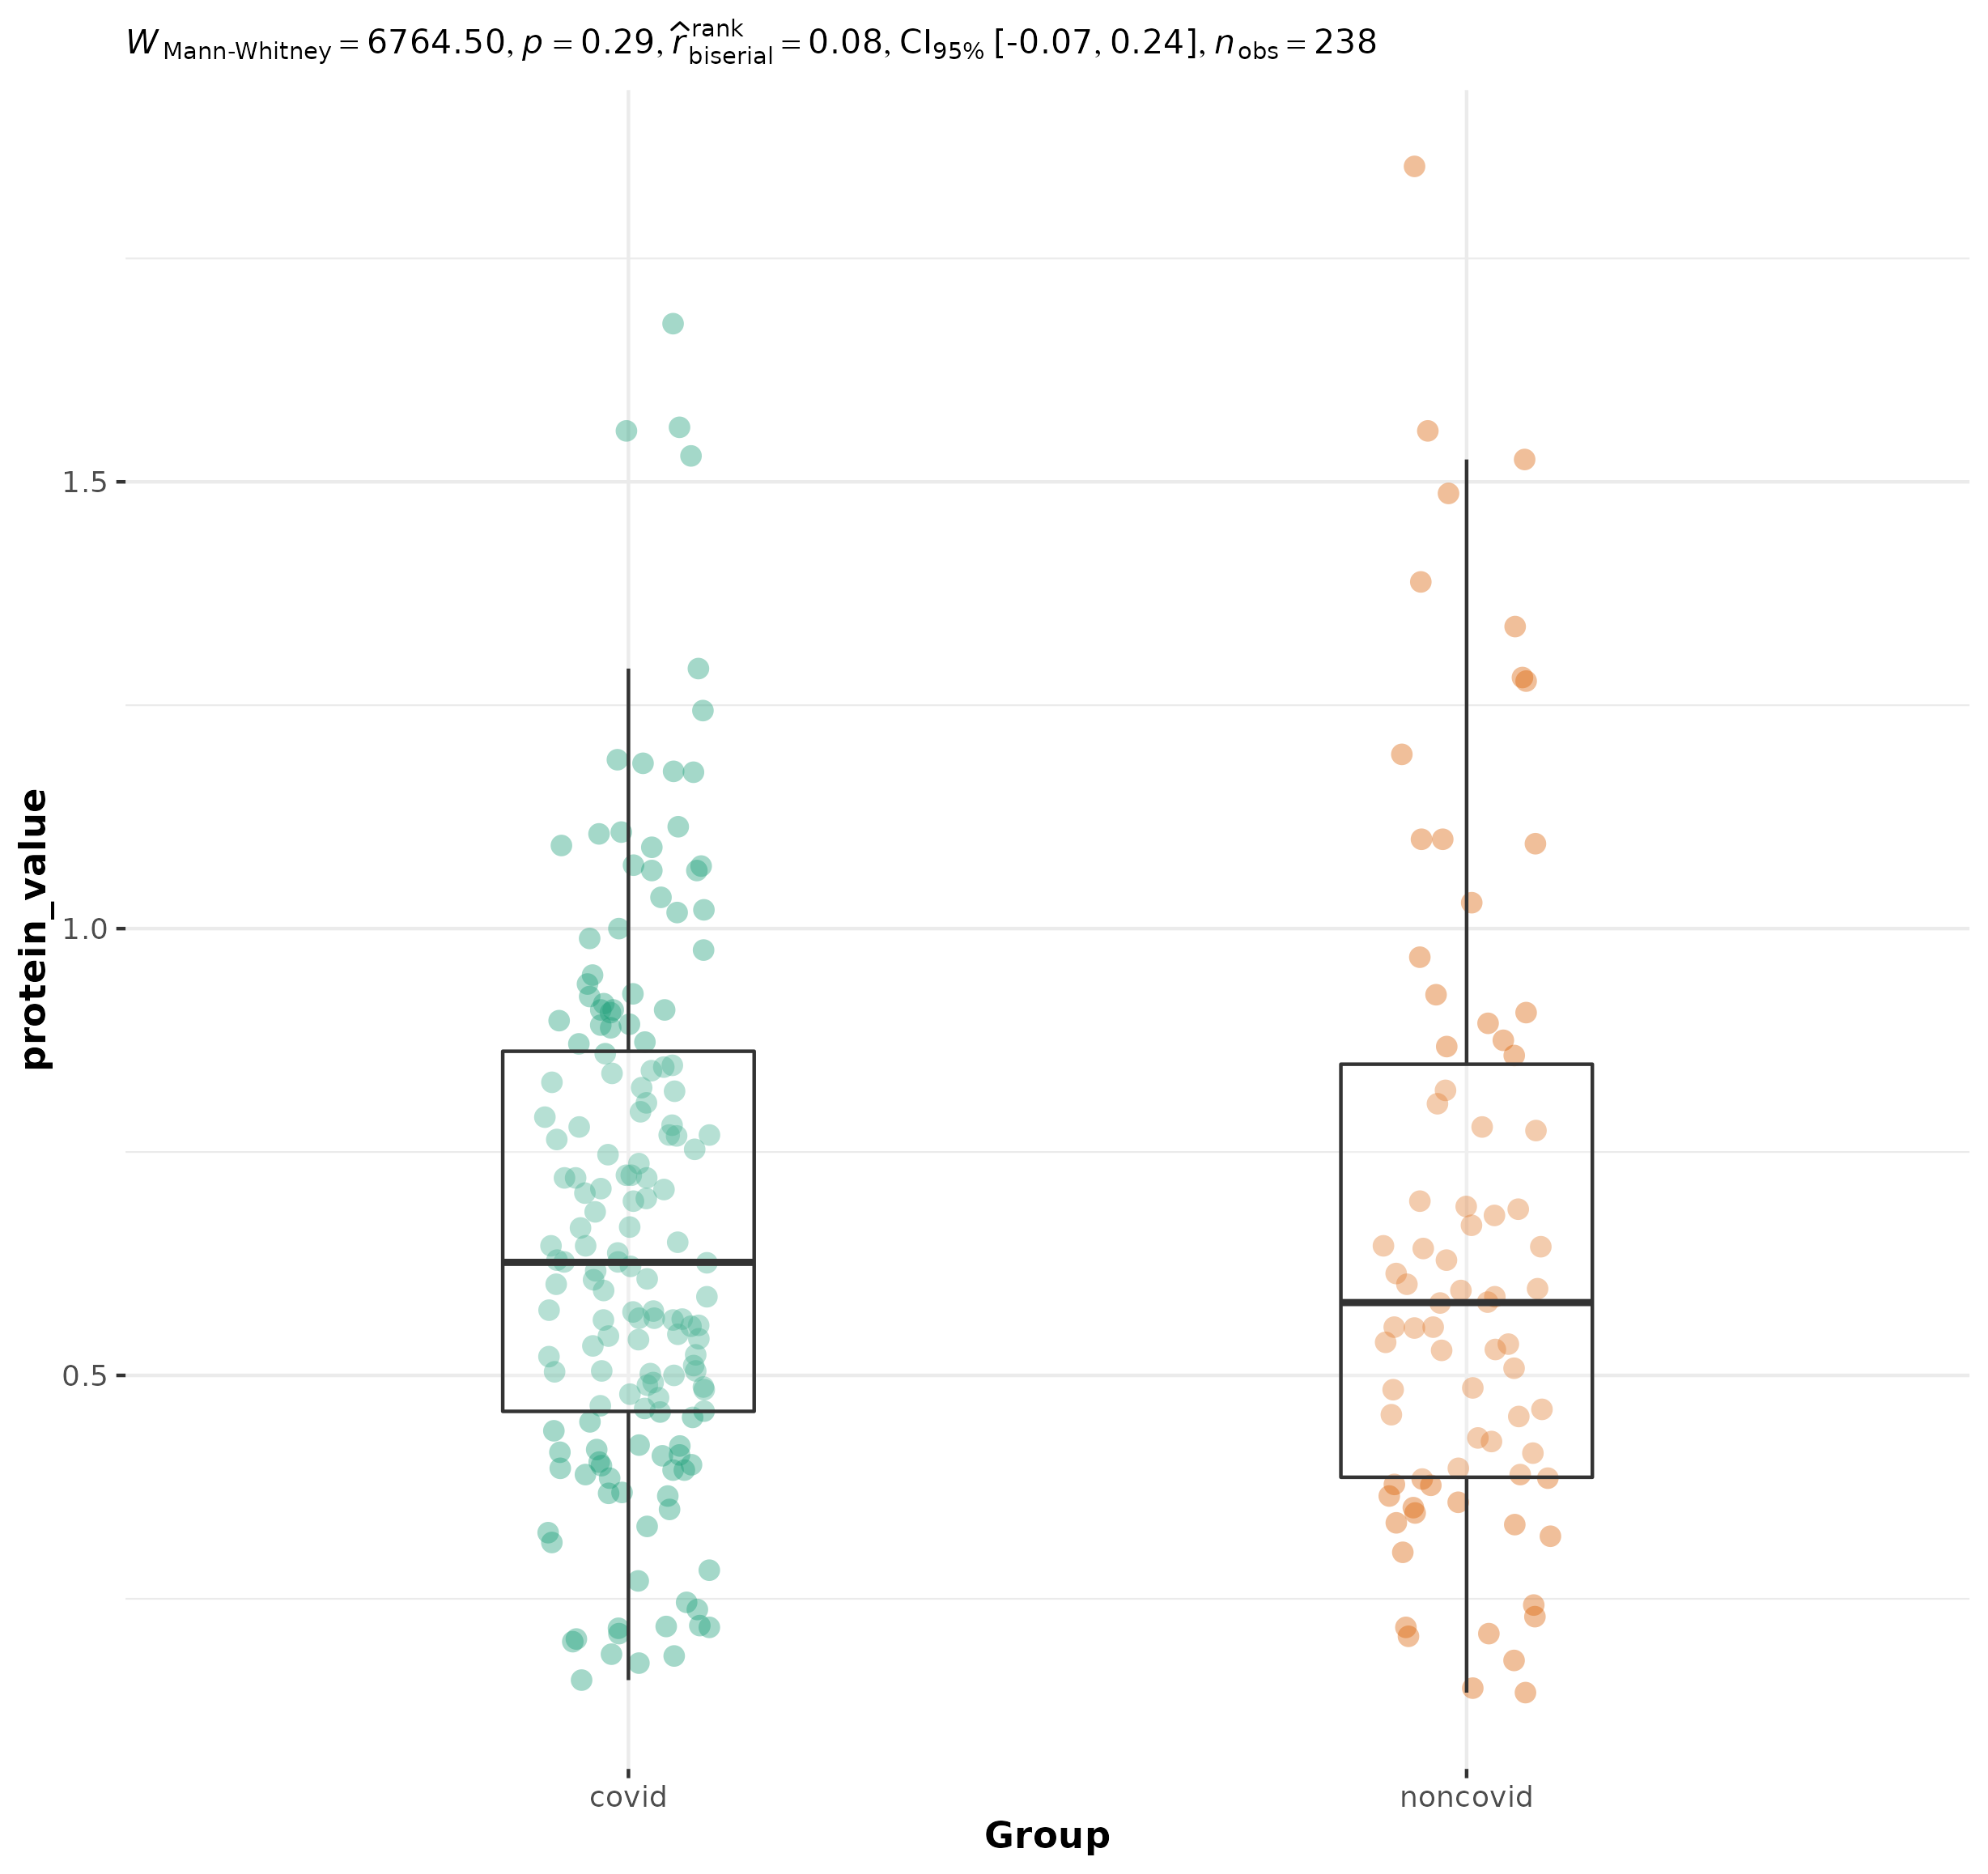 W Mann-Whitney = 6764.50, p = 0.29, r̂ rank biserial = 0.08, CI95% [-0.07, 0.24], n obs = 238
protein_value
1.5
1.0
0.5
covid noncovid
Group